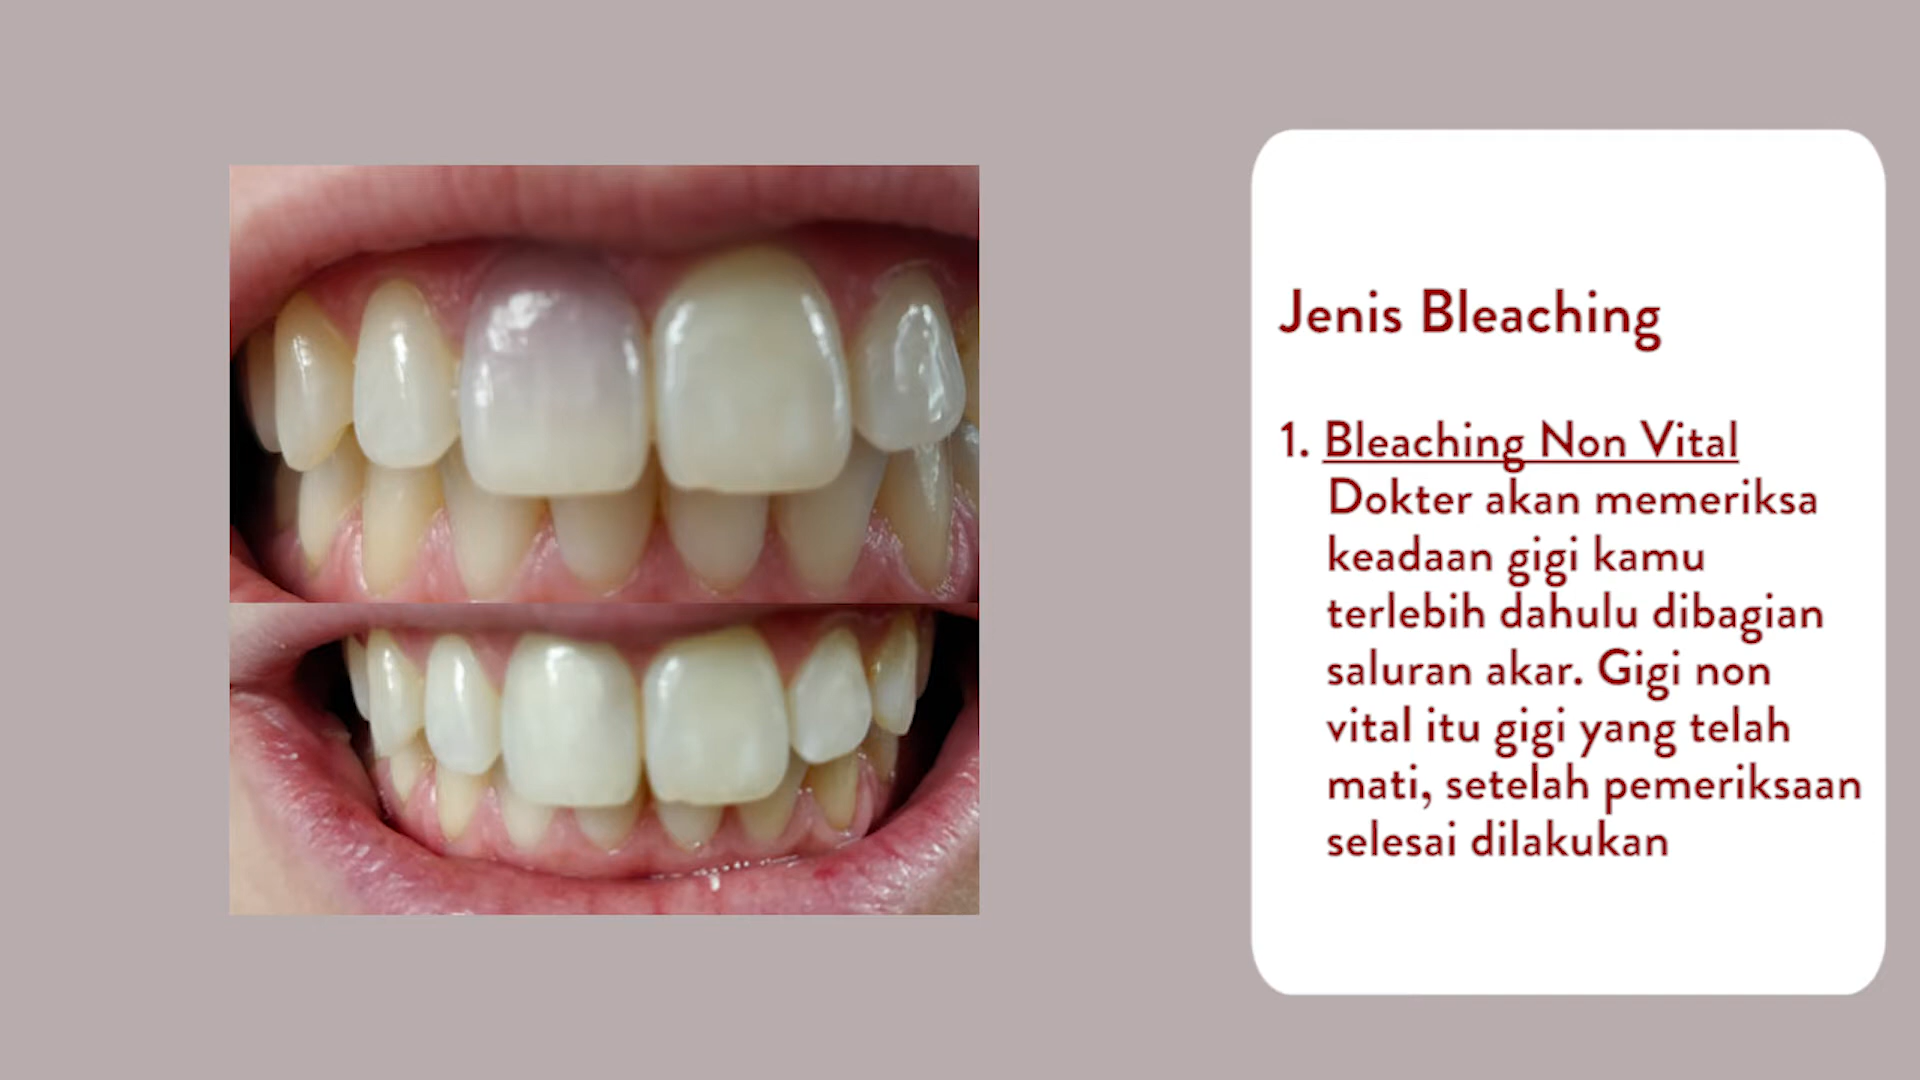 Jenis Bleaching
1. Bleaching Non Vital
Dokter akan memeriksa
keadaan gigi kamu
terlebih dahulu dibagian
saluran akar. Gigi non
vital itu gigi yang telah
mati, setelah pemeriksaan
selesai dilakukan